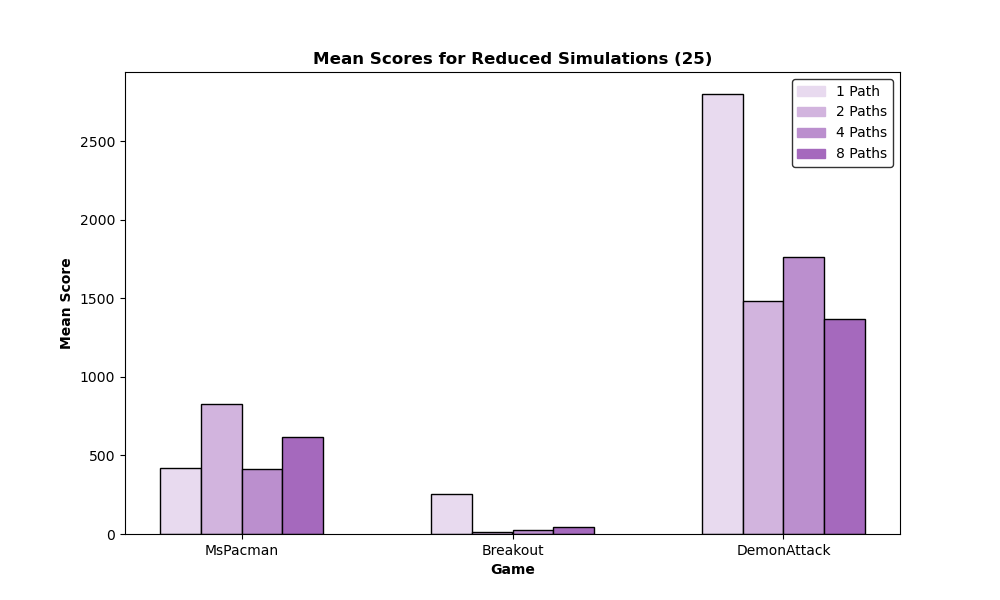 Mean Scores for Reduced Simulations (25)
1 Path
2 Paths
4 Paths
8 Paths
2500
2000
1500
1000
500
0
Mean Score
MsPacman
Breakout
DemonAttack
Game